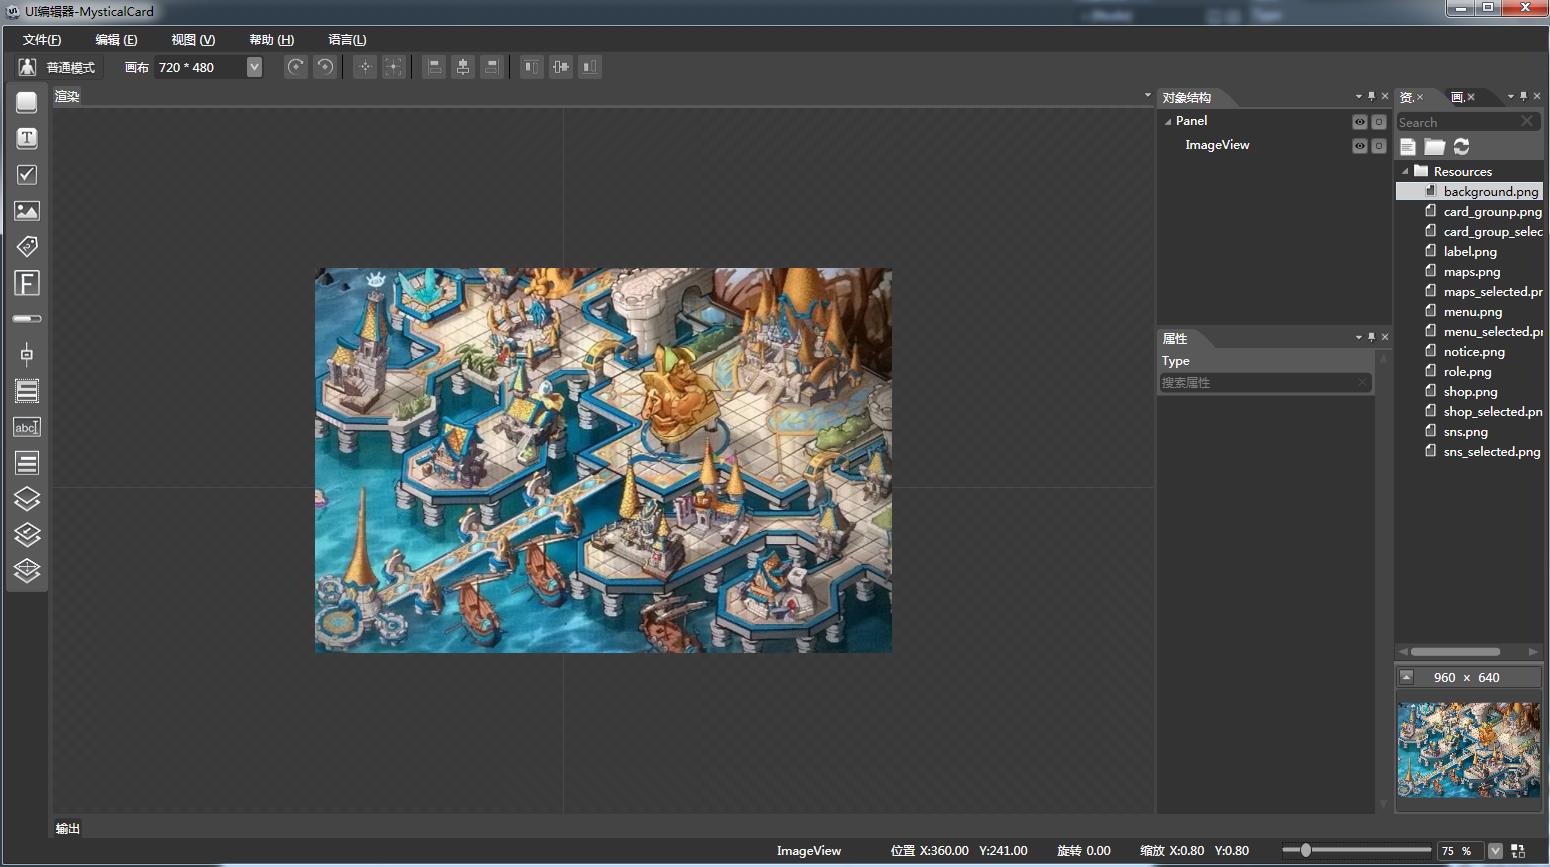 UI编辑器-MysticalCard
文件(F) 编辑 (E) 视图 (V) 帮助 (H) 语言(L)
普通模式 画布 720 * 480
渲染
对象结构
Panel
ImageView
属性
Type
搜索属性
资. 画.
Search
Resources
background.png
card_grounp.png
card_group_selec
label.png
maps.png
maps_selected.pr
menu.png
menu_selected.pr
notice.png
role.png
shop.png
shop_selected.pn
sns.png
sns_selected.png
960 x 640
输出
ImageView 位置 X:360.00 Y:241.00 旋转 0.00 缩放 X:0.80 Y:0.80 75 %